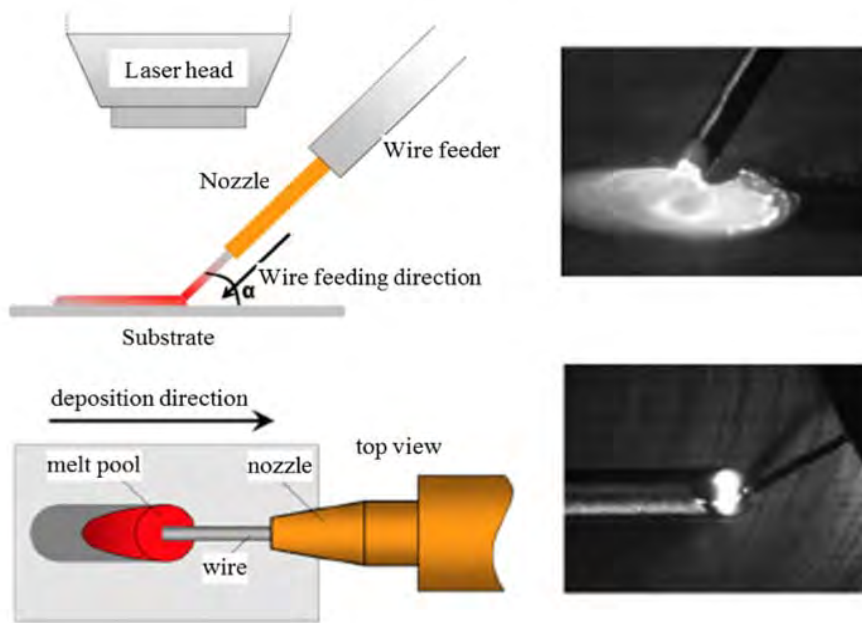 Laser head
Wire feeder
Nozzle
Wire feeding direction
α
Substrate
deposition direction
top view
melt pool
nozzle
wire